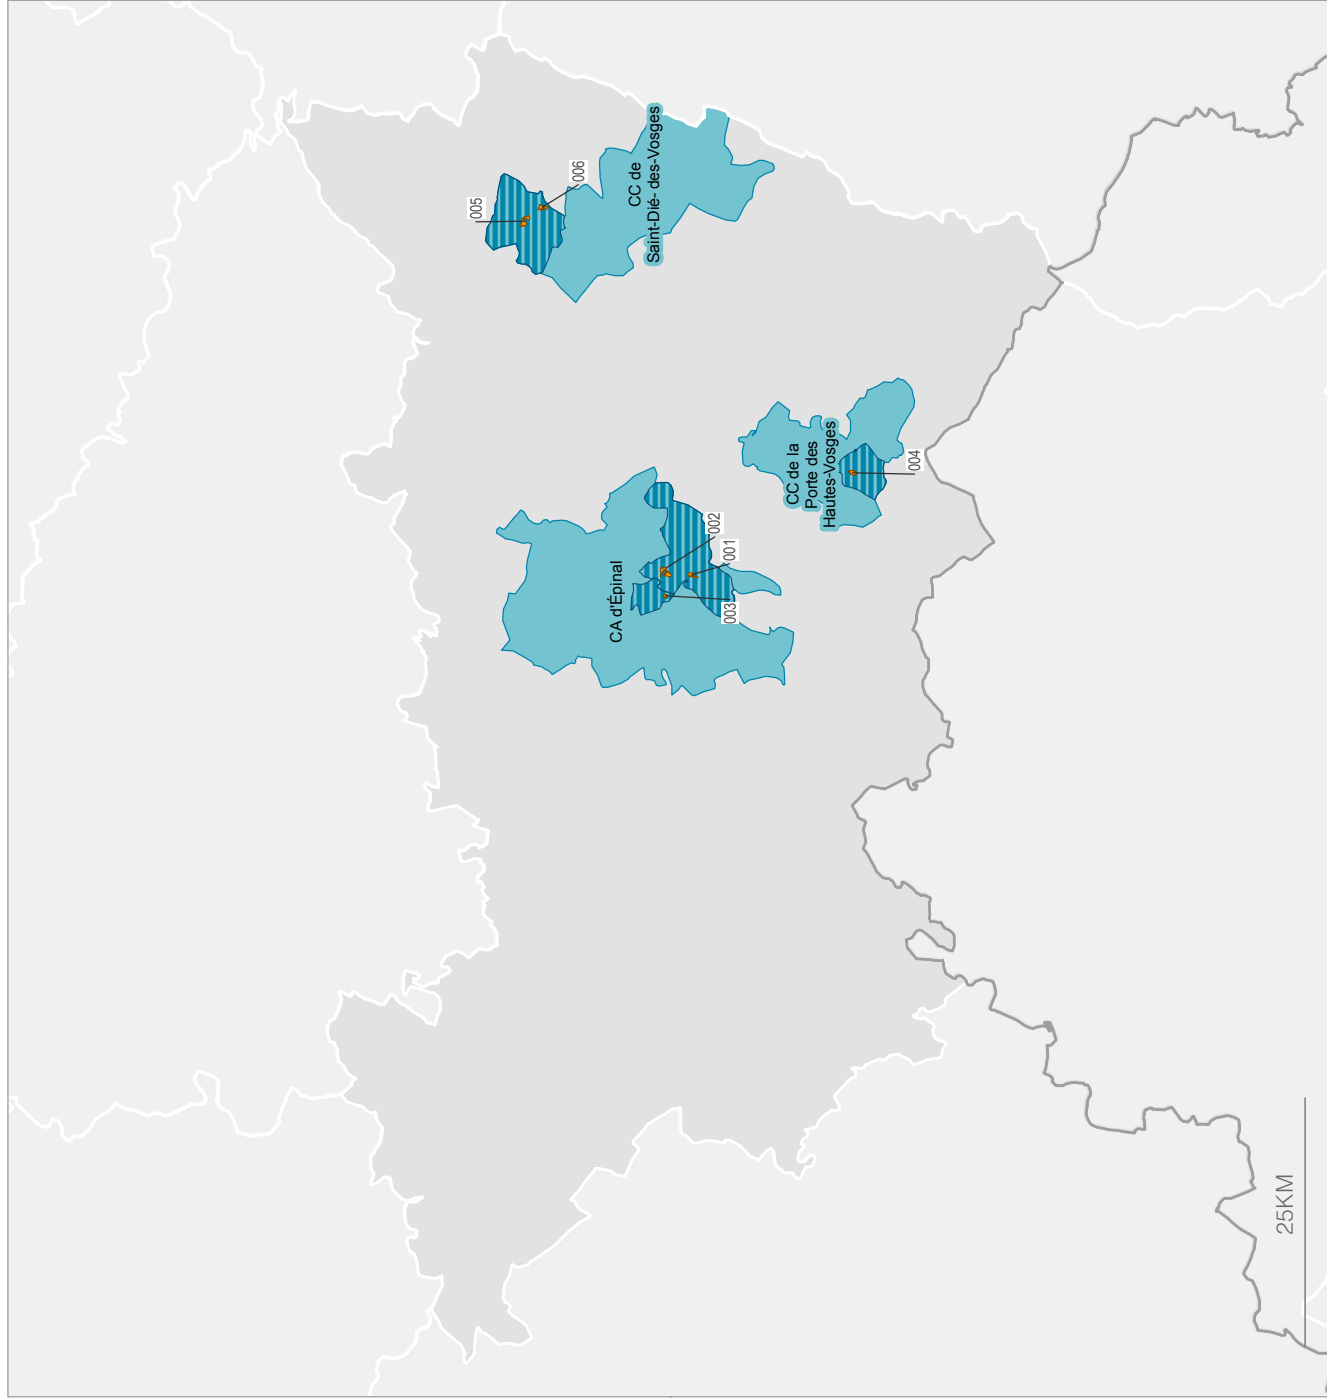 005
006
CC de
Saint-Dié- des-Vosges
CC de la
Porte des
Hautes-Vosges
004
CA d'Épinal
002
001
003
25KM